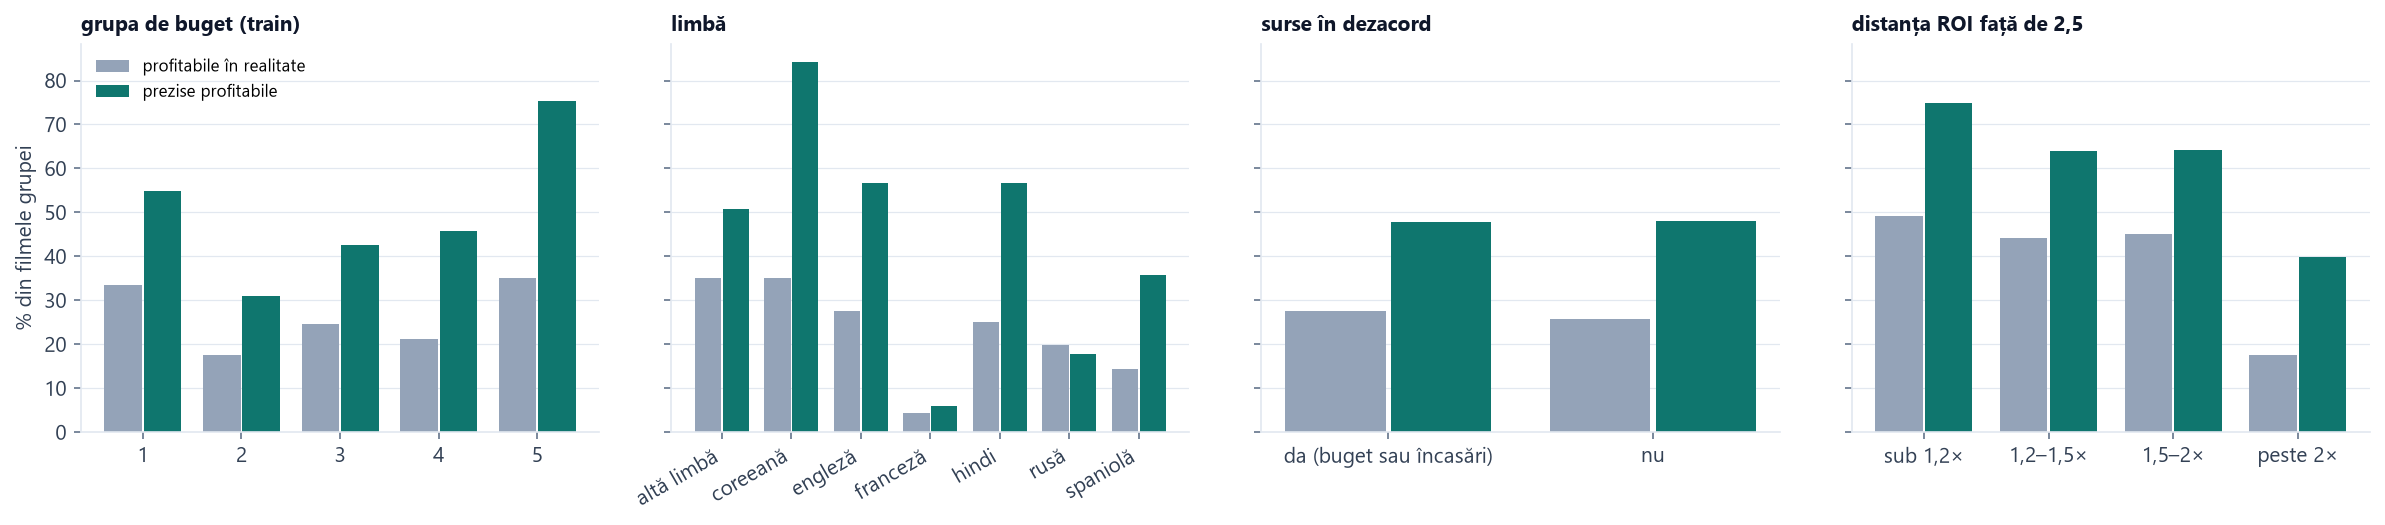 grupa de buget (train)
limbă
surse în dezacord
distanța ROI față de 2,5
profitabile în realitate
prezise profitabile
% din filmele grupei
80
70
60
50
40
30
20
10
0
1 2 3 4 5
altă limbă
coreeană
engleză
franceză
hindi
rusă
spaniolă
da (buget sau încasări)
nu
sub 1,2×
1,2–1,5×
1,5–2×
peste 2×